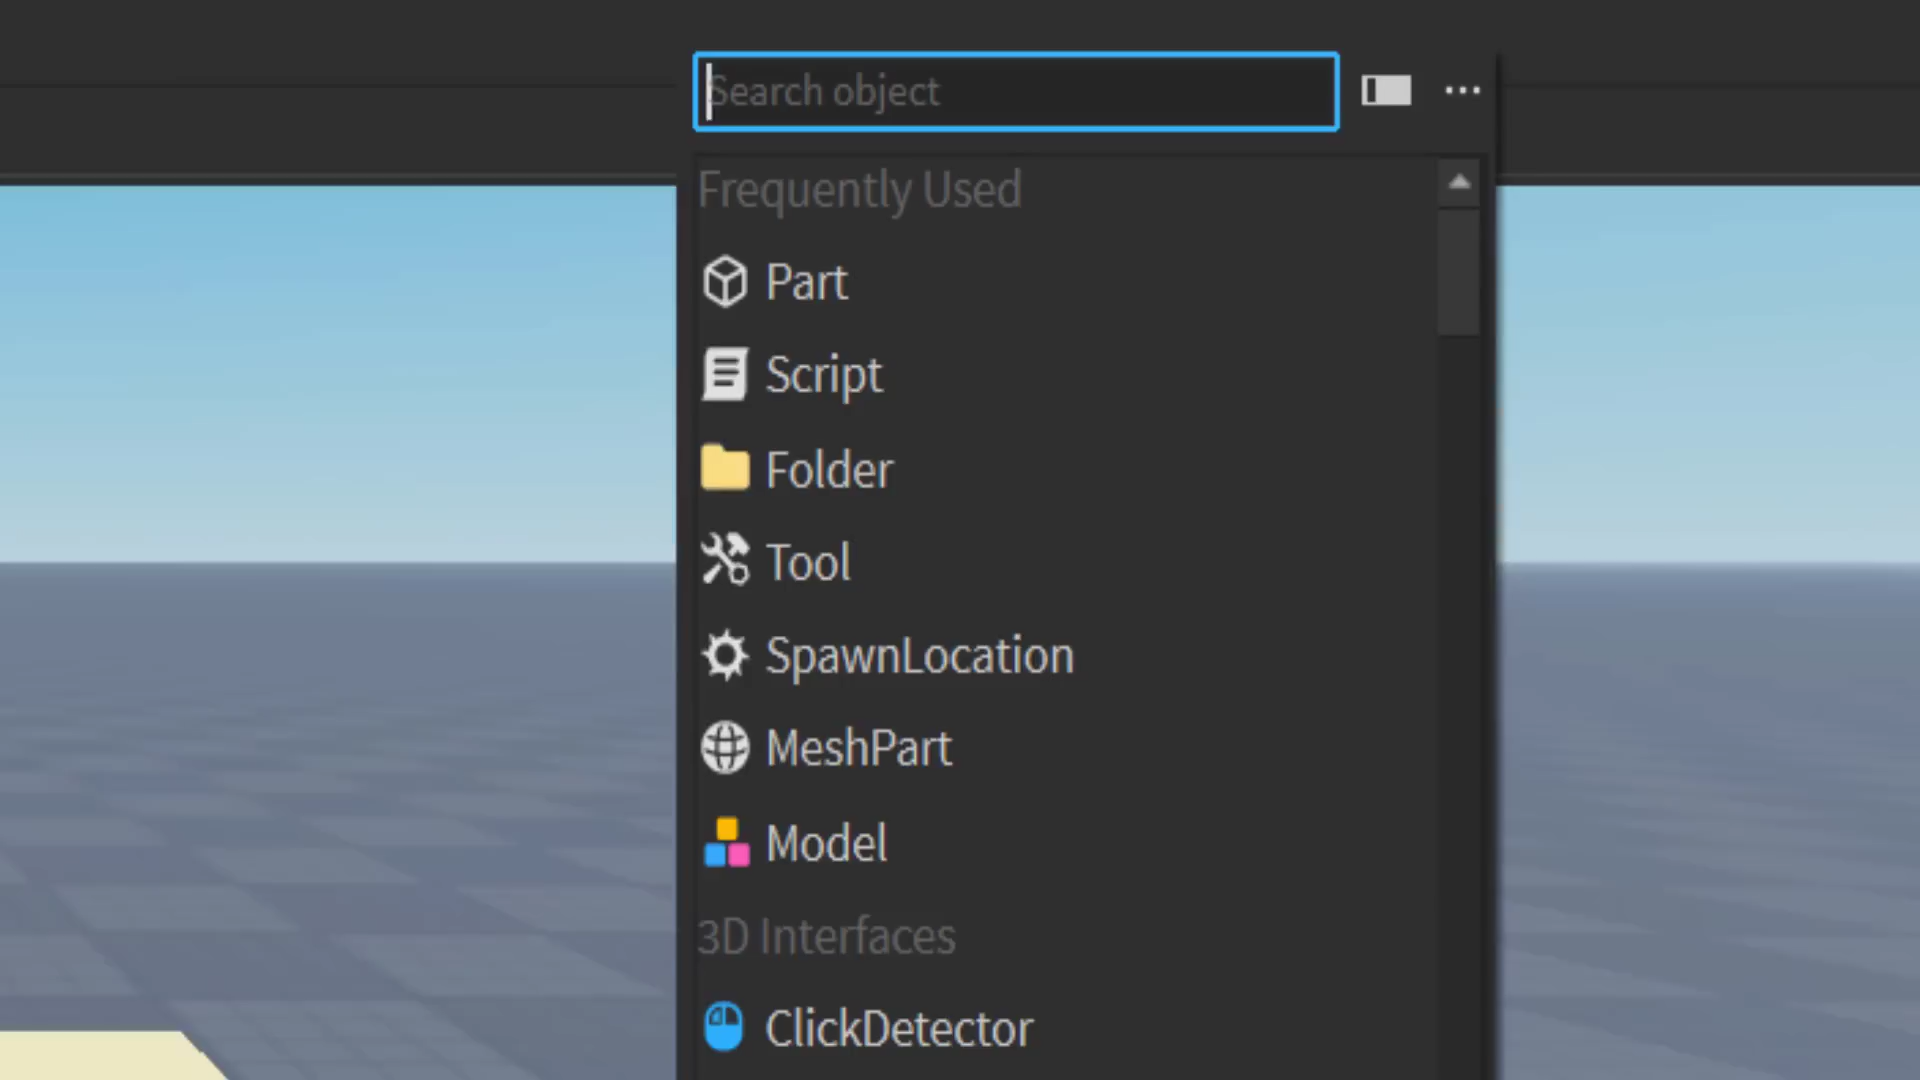 Search object
Frequently Used
Part
Script
Folder
Tool
SpawnLocation
MeshPart
Model
3D Interfaces
ClickDetector